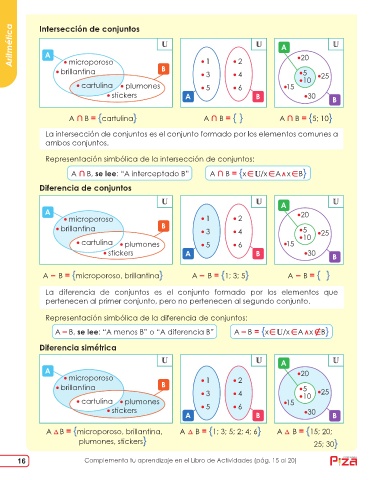 Aritmética
Intersección de conjuntos
U U U
A
• microporoso
• brillantina
B
• cartulina • plumones
• stickers
• 1 • 2
• 3 • 4
• 5 • 6
A B
A
•20
•5
•10
•25
•15
•30
B
A ∩ B = {cartulina} A ∩ B = { } A ∩ B = {5; 10}
La intersección de conjuntos es el conjunto formado por los elementos comunes a
ambos conjuntos.
Representación simbólica de la intersección de conjuntos:
A ∩ B, se lee: “A interceptado B” A ∩ B = {x∈U/x∈A∧x∈B}
Diferencia de conjuntos
U U U
A
• microporoso
• brillantina
B
• cartulina • plumones
• stickers
• 1 • 2
• 3 • 4
• 5 • 6
A B
A
•20
•5
•10
•25
•15
•30
B
A – B = {microporoso, brillantina} A – B = {1; 3; 5} A – B = { }
La diferencia de conjuntos es el conjunto formado por los elementos que
pertenecen al primer conjunto, pero no pertenecen al segundo conjunto.
Representación simbólica de la diferencia de conjuntos:
A – B, se lee: “A menos B” o “A diferencia B” A – B = {x∈U/x∈A∧x∉B}
Diferencia simétrica
U U U
A
• microporoso
• brillantina
B
• cartulina • plumones
• stickers
• 1 • 2
• 3 • 4
• 5 • 6
A B
A
•20
•5
•10
•25
•15
•30
B
A △ B = {microporoso, brillantina, A △ B = {1; 3; 5; 2; 4; 6} A △ B = {15; 20;
plumones, stickers} 25; 30}
16 Complementa tu aprendizaje en el Libro de Actividades (pág. 15 al 20)